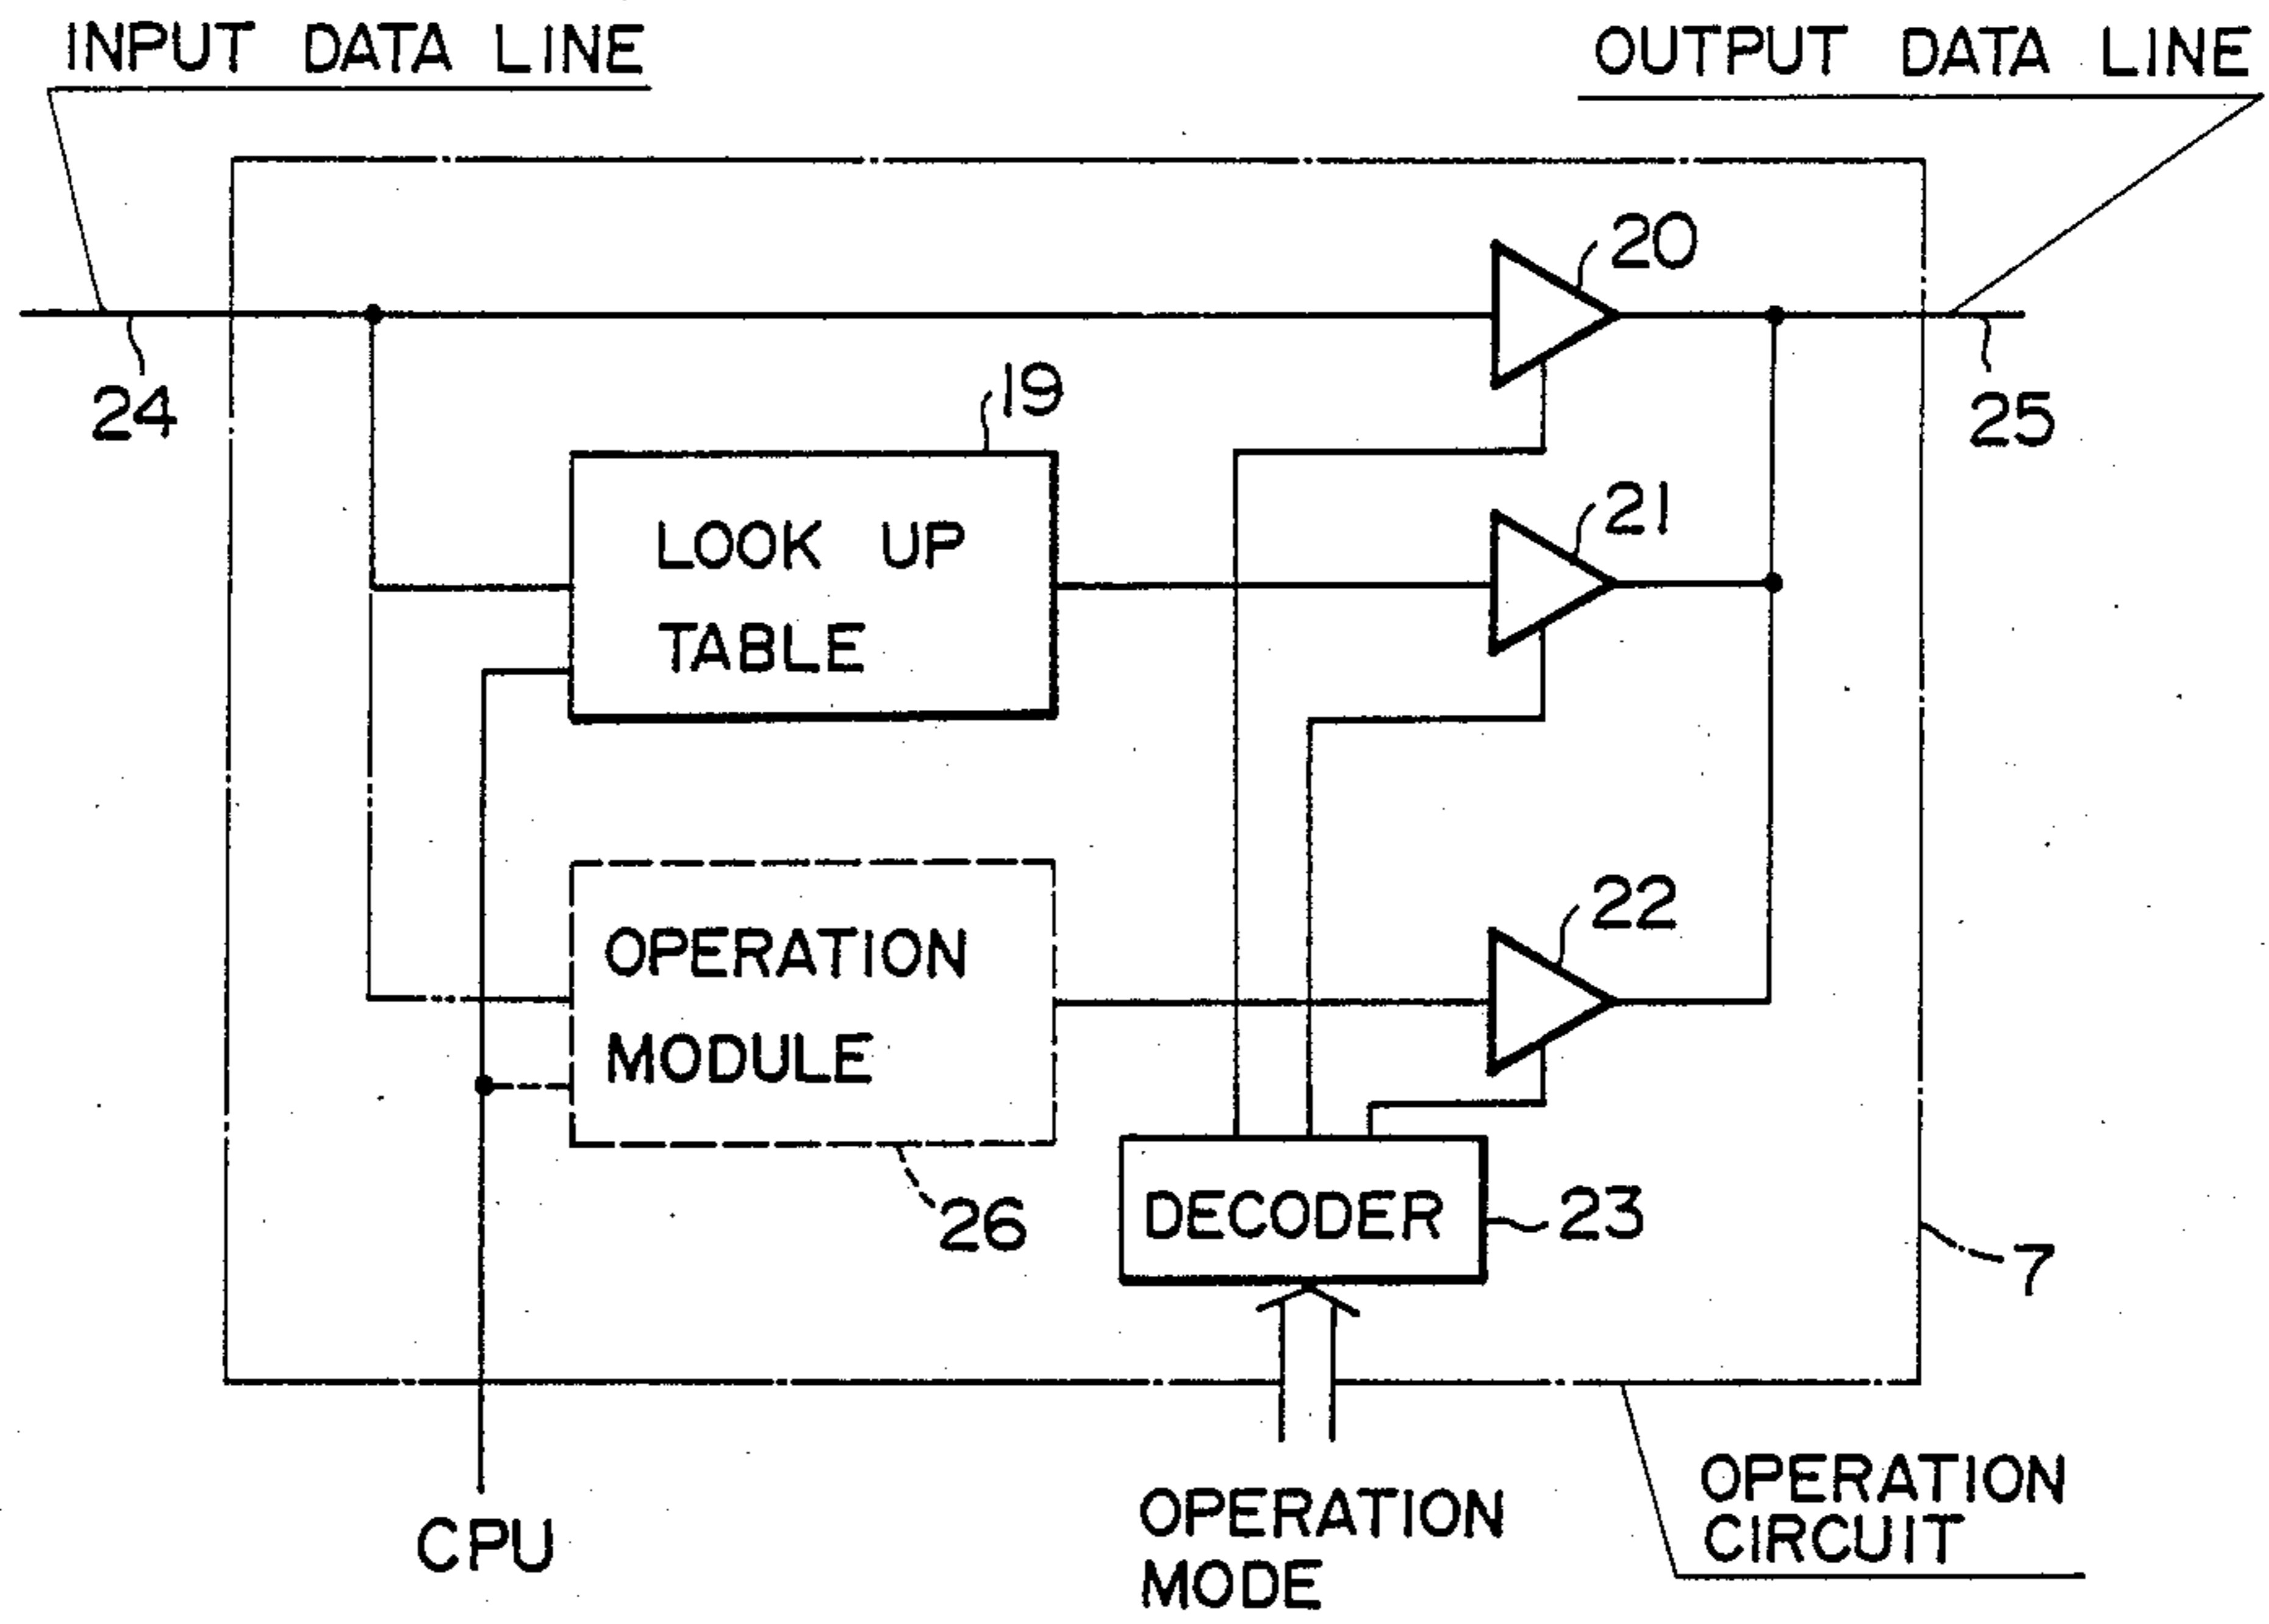 INPUT DATA LINE
OUTPUT DATA LINE
20
24
19
25
LOOK UP
TABLE
21
OPERATION
MODULE
22
26
DECODER
23
7
CPU
OPERATION
MODE
OPERATION
CIRCUIT